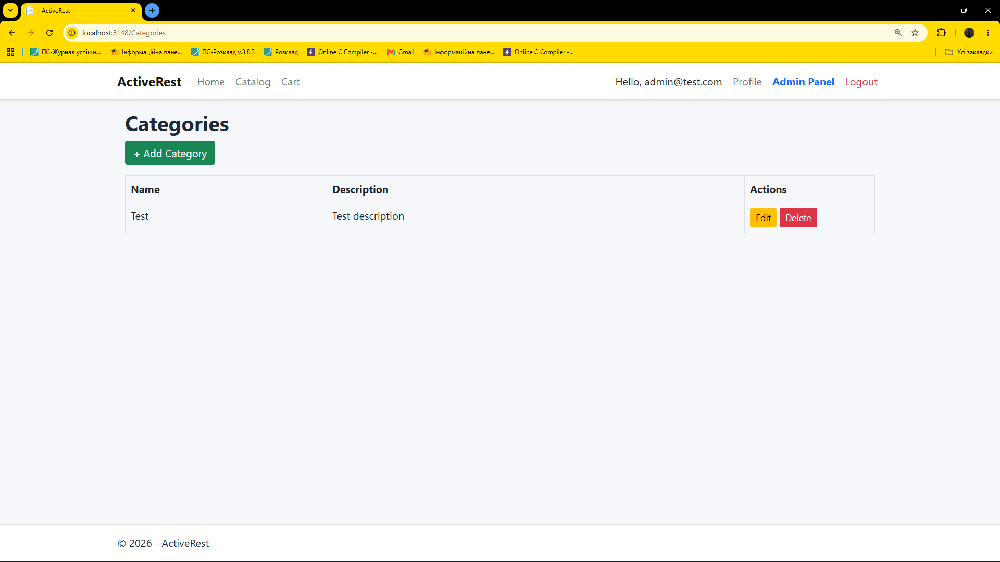 - ActiveRest
localhost:5148/Categories
ПС-Журнал успішн... Інформаційна пане... ПС-Розклад v.3.8.2 Розклад Online C Compiler -... Gmail Інформаційна пане... Online C Compiler -... Усі закладки
ActiveRest Home Catalog Cart Hello, admin@test.com Profile Admin Panel Logout
Categories
+ Add Category
Name Description Actions
Test Test description Edit Delete
© 2026 - ActiveRest